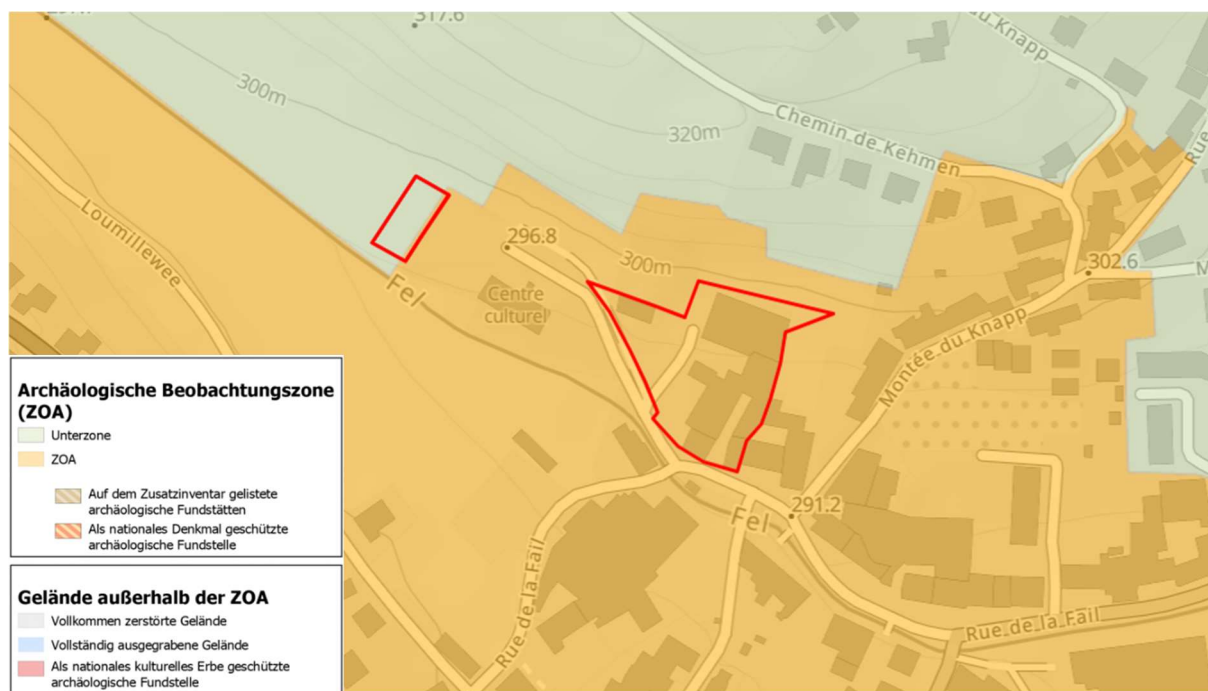 317.6
300m
320m
Chemin de Kehmen
du Knapp
Rue
Loumillewee
296.8
300m
302.6
Fel
Centre
culturel
Montée du Knapp
Archäologische Beobachtungszone
(ZOA)
Unterzone
ZOA
Auf dem Zusatzinventar gelistete
archäologische Fundstätten
Als nationales Denkmal geschützte
archäologische Fundstelle
291.2
Fel
Rue de la Fail
Rue de la Fail
Gelände außerhalb der ZOA
Vollkommen zerstörte Gelände
Vollständig ausgegrabene Gelände
Als nationales kulturelles Erbe geschützte
archäologische Fundstelle